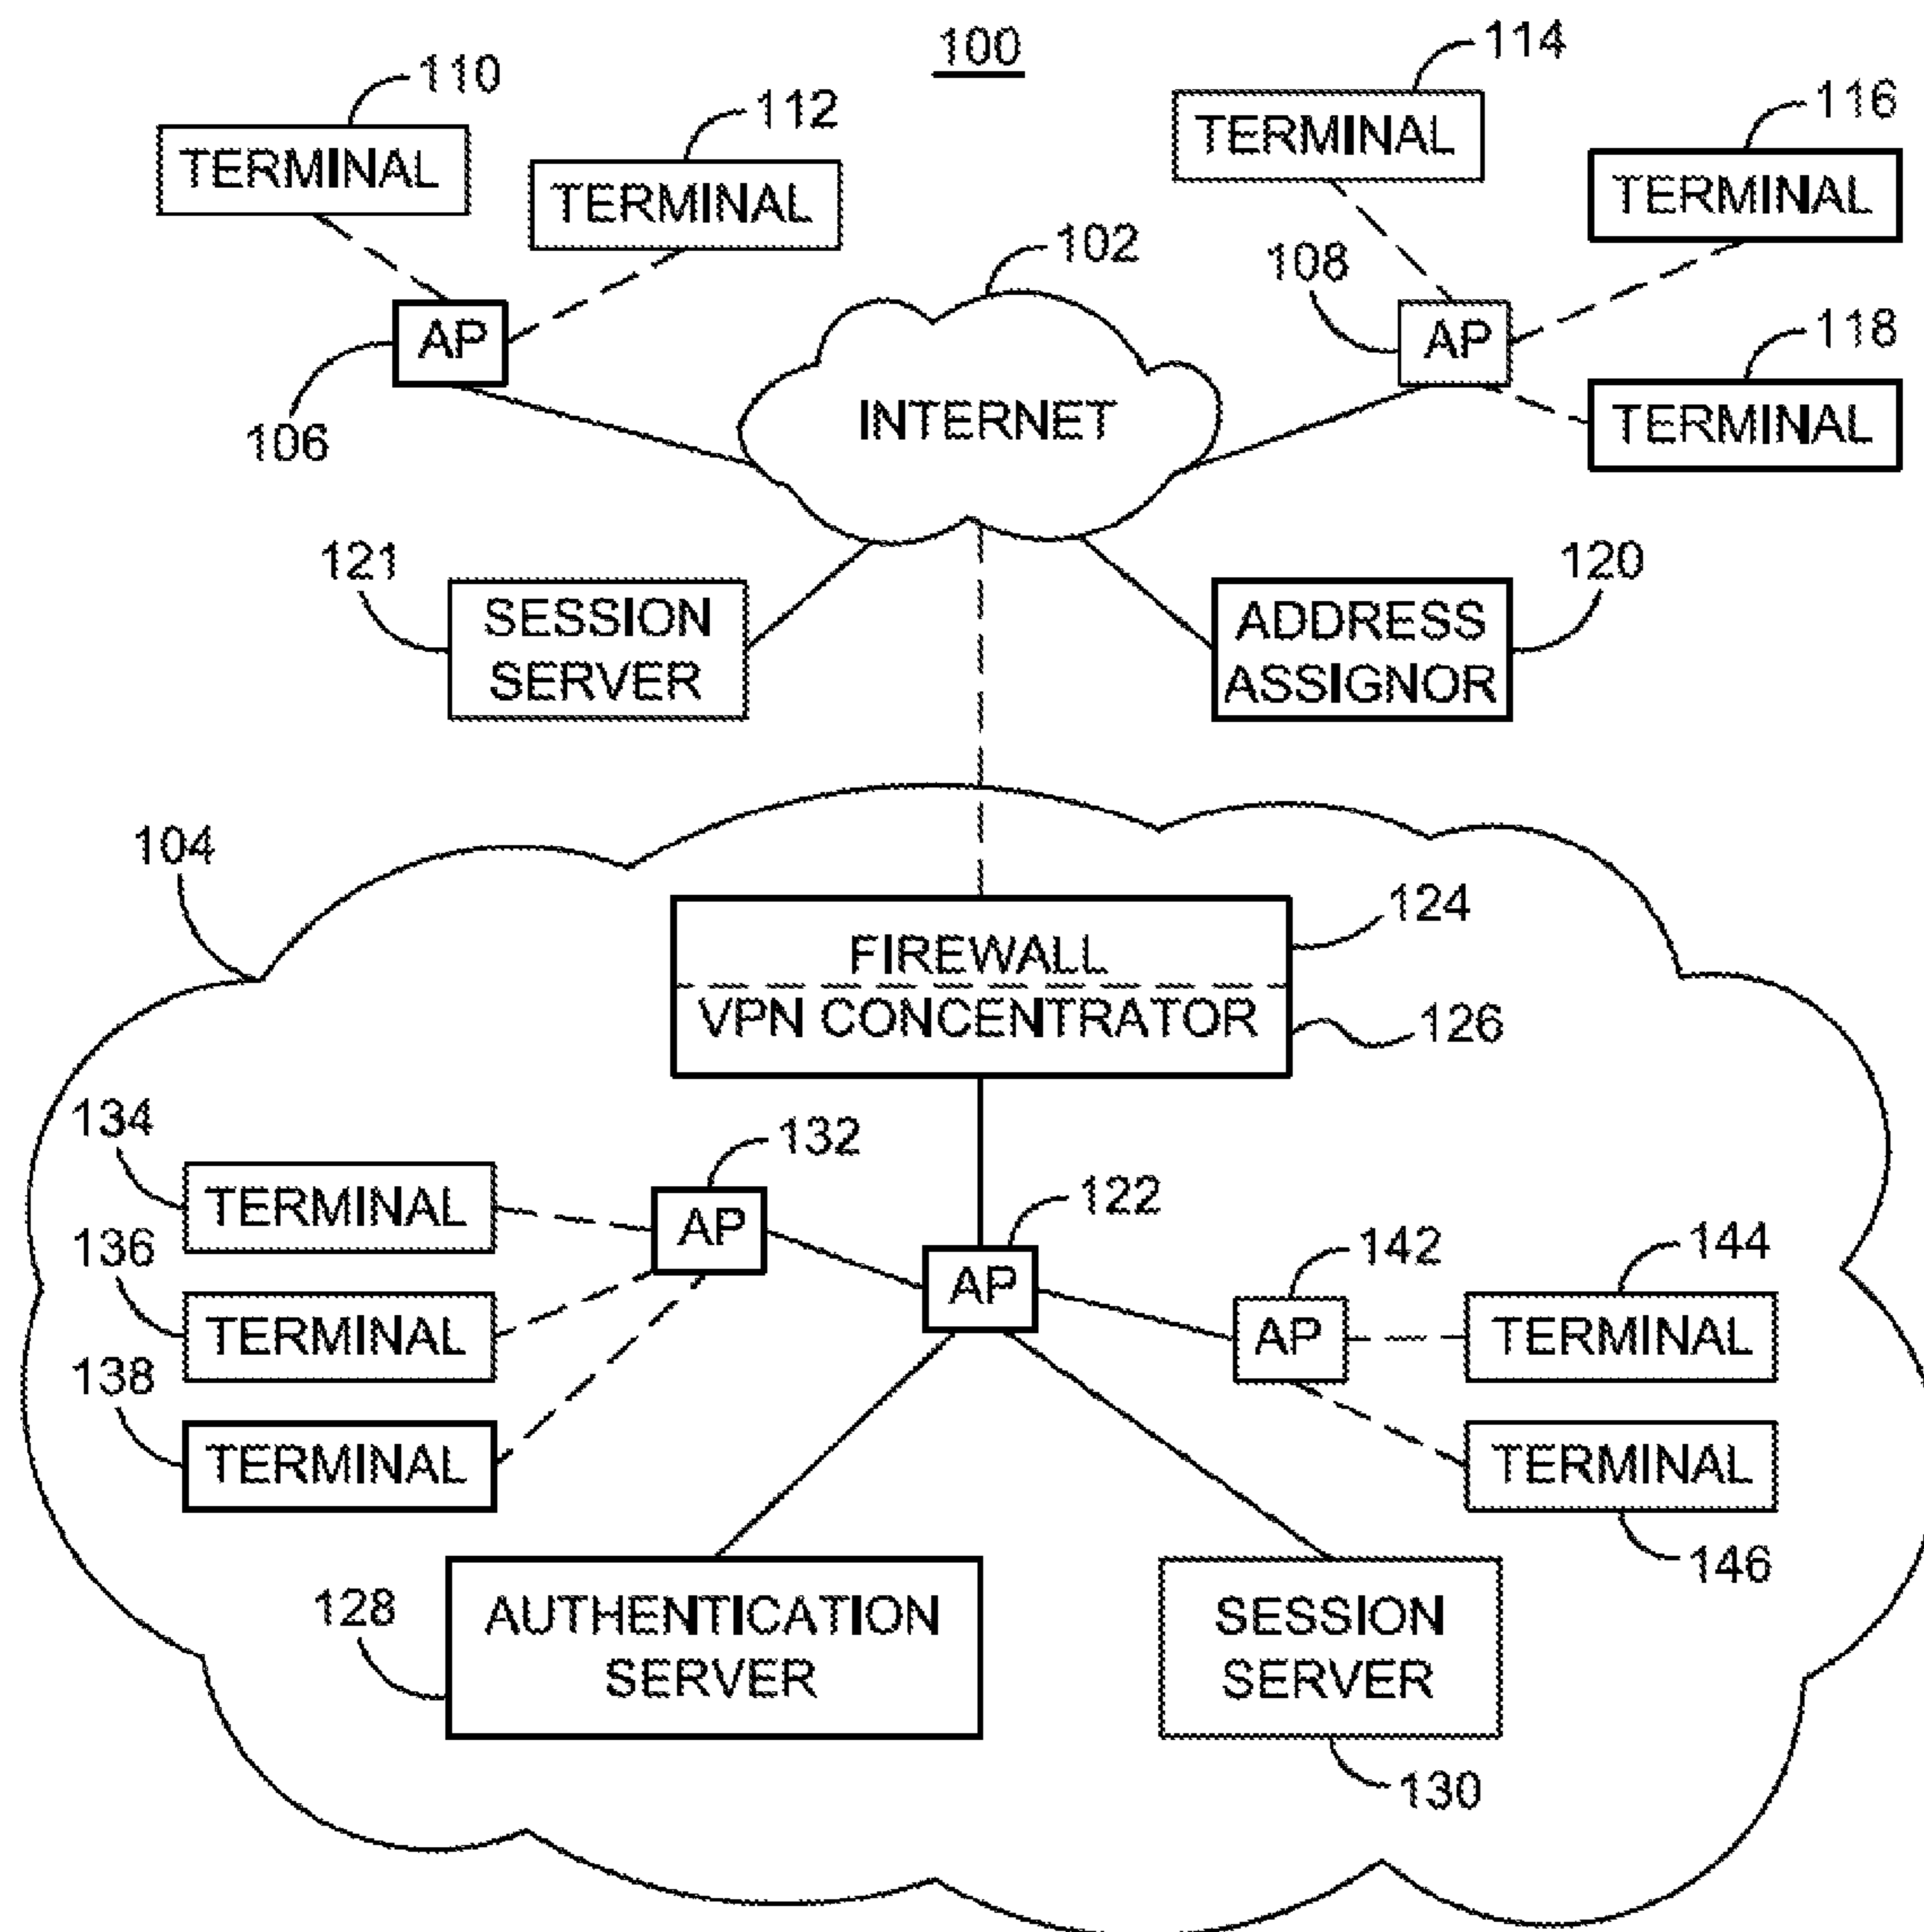 100
110
112
114
116
TERMINAL
TERMINAL
TERMINAL
TERMINAL
102
108
118
AP
AP
106
INTERNET
TERMINAL
121
120
SESSION
SERVER
ADDRESS
ASSIGNOR
104
124
FIREWALL
VPN CONCENTRATOR
126
134
132
122
TERMINAL
AP
136
AP
142
144
TERMINAL
AP
TERMINAL
138
TERMINAL
TERMINAL
146
128
AUTHENTICATION
SERVER
SESSION
SERVER
130